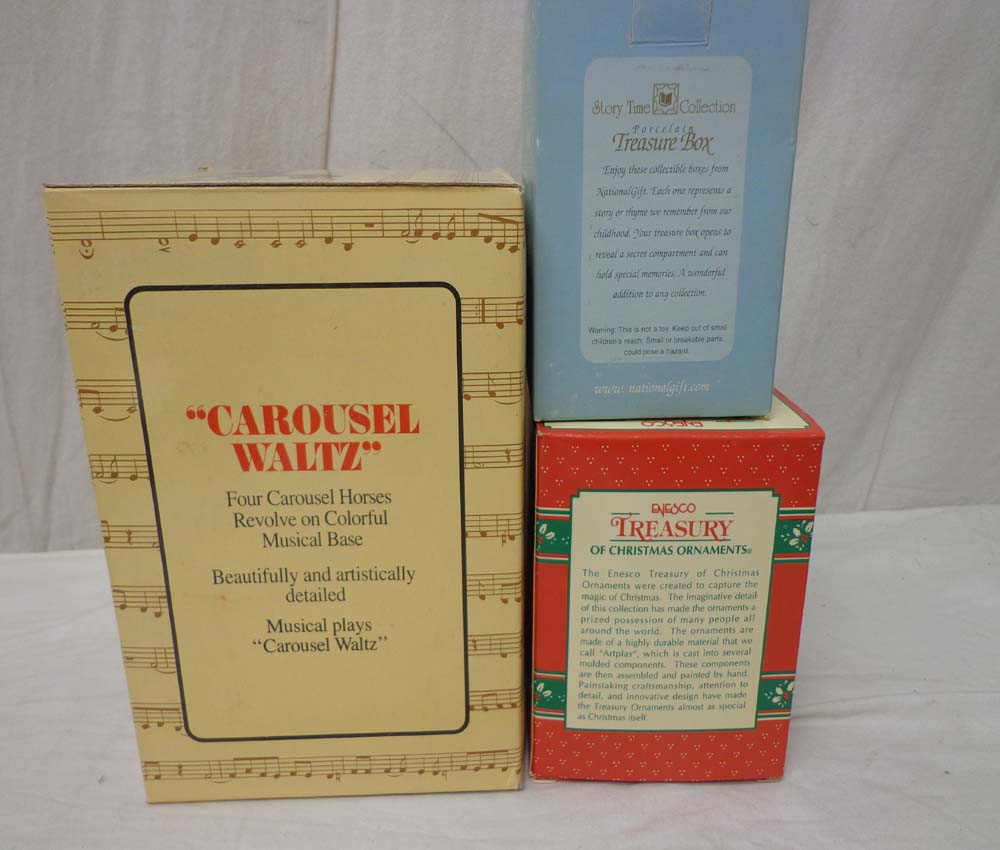 "CAROUSEL
WALTZ"
Four Carousel Horses
Revolve on Colorful
Musical Base
Beautifully and artistically
detailed
Musical plays
"Carousel Waltz"
Story Time Collection
Porcelain
Treasure Box
Enjoy these collectible boxes from
NationalGift. Each one represents a
story or rhyme we remember from our
childhood. Your treasure box opens to
reveal a secret compartment and can
hold special memories. A wonderful
addition to any collection.
Warning: This is not a toy. Keep out of small
children's reach. Small or breakable parts
could pose a hazard.
www.nationalgift.com
ENESCO
ENESCO
TREASURY
OF CHRISTMAS ORNAMENTS®
The Enesco Treasury of Christmas
Ornaments were created to capture the
magic of Christmas. The imaginative detail
of this collection has made the ornaments a
prized possession of many people all
around the world. The ornaments are
made of a highly durable material that we
call "Artplas", which is cast into several
molded components. These components
are then assembled and painted by hand.
Painstaking craftsmanship, attention to
detail, and innovative design have made
the Treasury Ornaments almost as special
as Christmas itself.